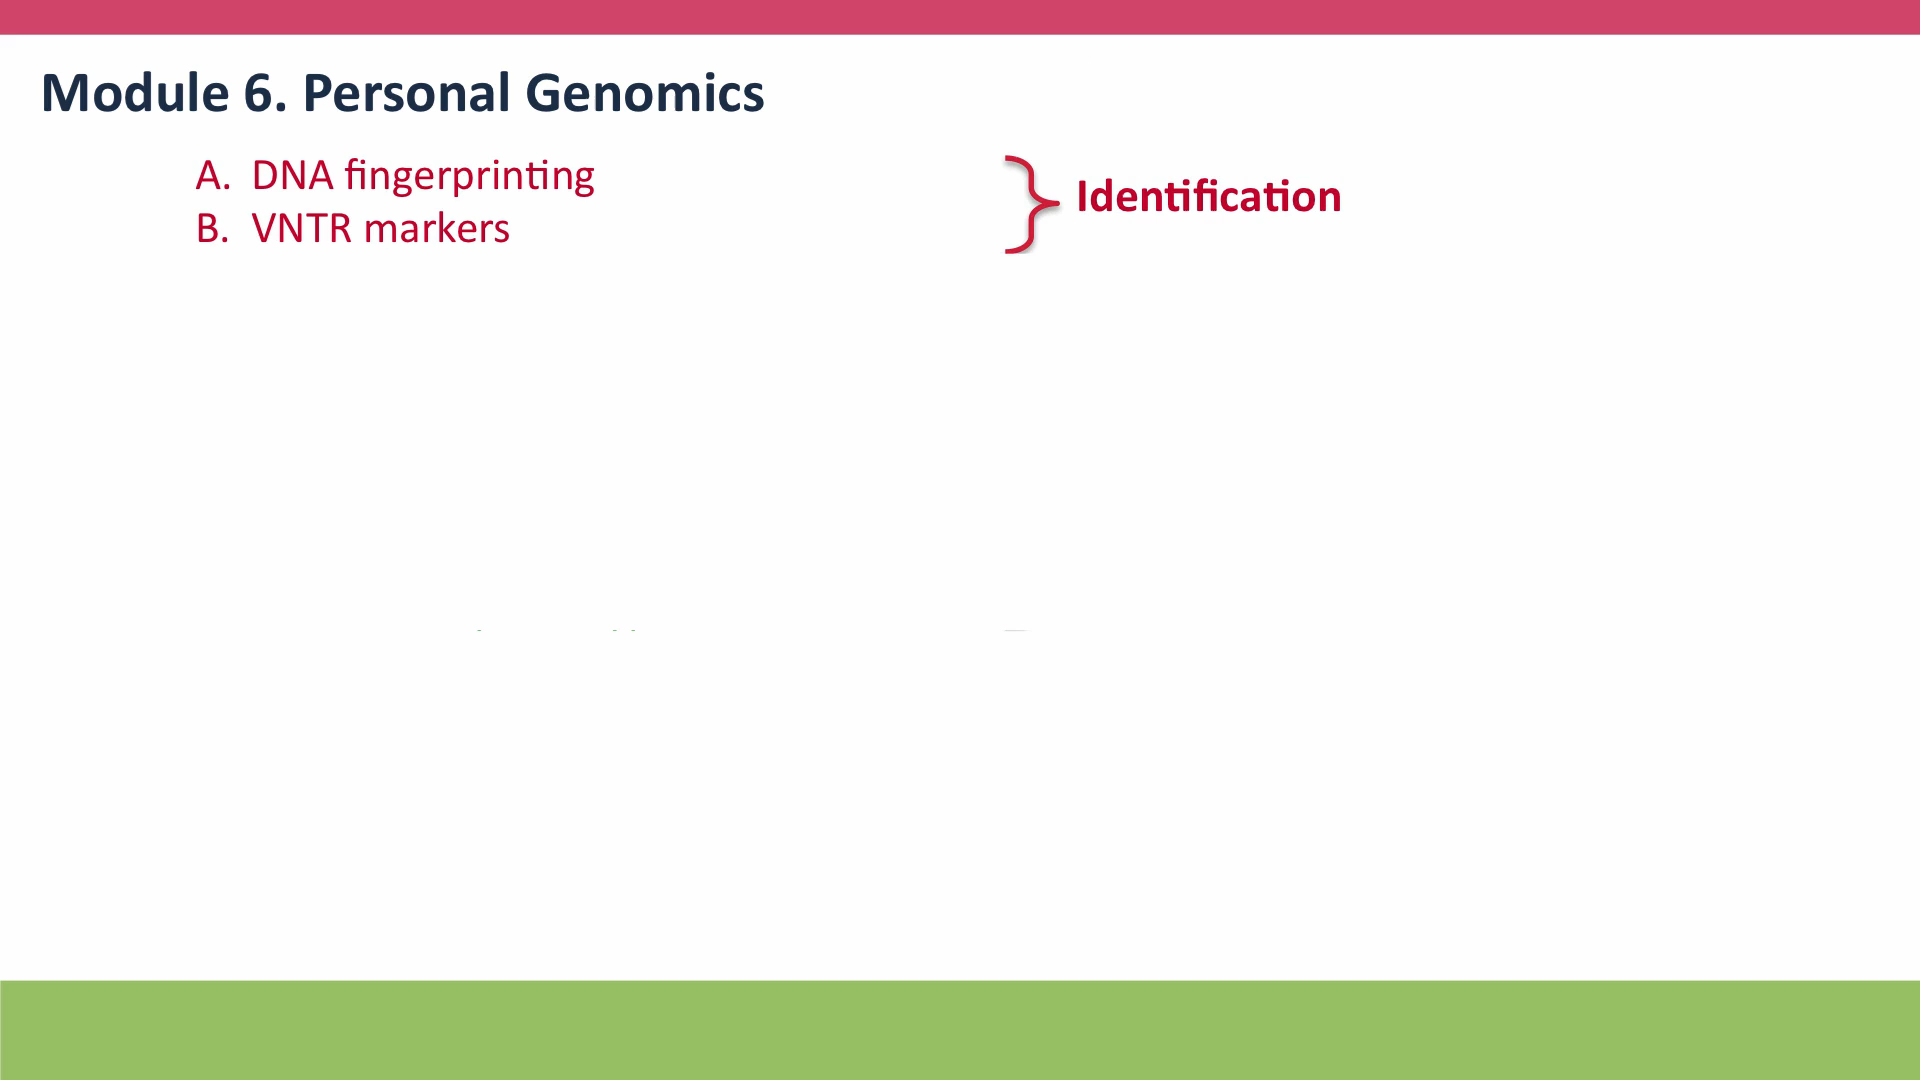 Module 6. Personal Genomics
A. DNA fingerprinting
B. VNTR markers
Identification